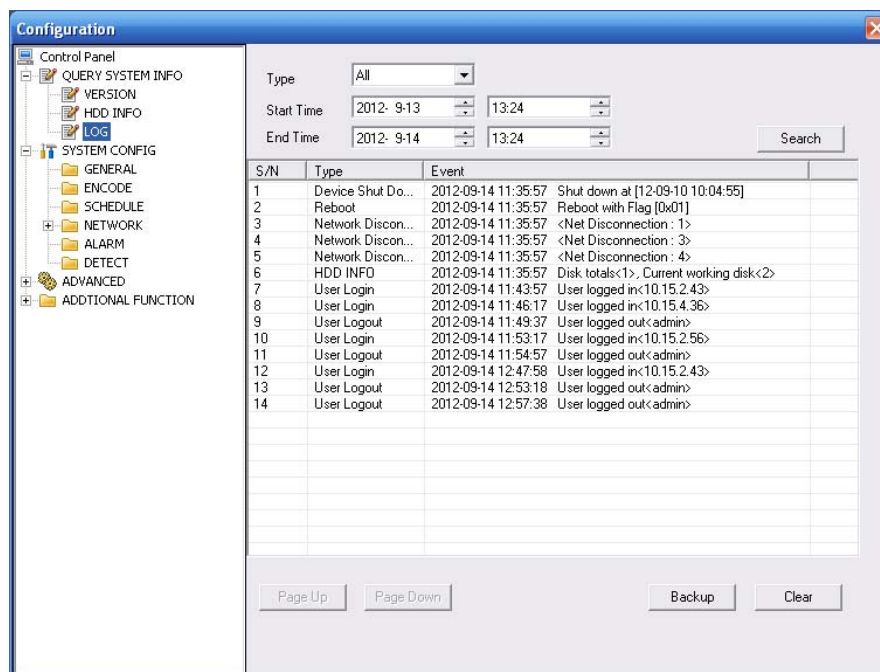 Configuration
Control Panel
QUERY SYSTEM INFO
VERSION
HDD INFO
LOG
SYSTEM CONFIG
GENERAL
ENCODE
SCHEDULE
NETWORK
ALARM
DETECT
ADVANCED
ADDTIONAL FUNCTION
Type All
Start Time 2012- 9-13 13:24
End Time 2012- 9-14 13:24
Search
S/N Type Event
1 Device Shut Do... 2012-09-14 11:35:57 Shut down at [12-09-10 10:04:55]
2 Reboot 2012-09-14 11:35:57 Reboot with Flag [0x01]
3 Network Discon... 2012-09-14 11:35:57 <Net Disconnection : 1>
4 Network Discon... 2012-09-14 11:35:57 <Net Disconnection : 3>
5 Network Discon... 2012-09-14 11:35:57 <Net Disconnection : 4>
6 HDD INFO 2012-09-14 11:35:57 Disk totals<1>, Current working disk<2>
7 User Login 2012-09-14 11:43:57 User logged in<10.15.2.43>
8 User Login 2012-09-14 11:46:17 User logged in<10.15.4.36>
9 User Logout 2012-09-14 11:49:37 User logged out<admin>
10 User Login 2012-09-14 11:53:17 User logged in<10.15.2.56>
11 User Logout 2012-09-14 11:54:57 User logged out<admin>
12 User Login 2012-09-14 12:47:58 User logged in<10.15.2.43>
13 User Logout 2012-09-14 12:53:18 User logged out<admin>
14 User Logout 2012-09-14 12:57:38 User logged out<admin>
Page Up Page Down Backup Clear